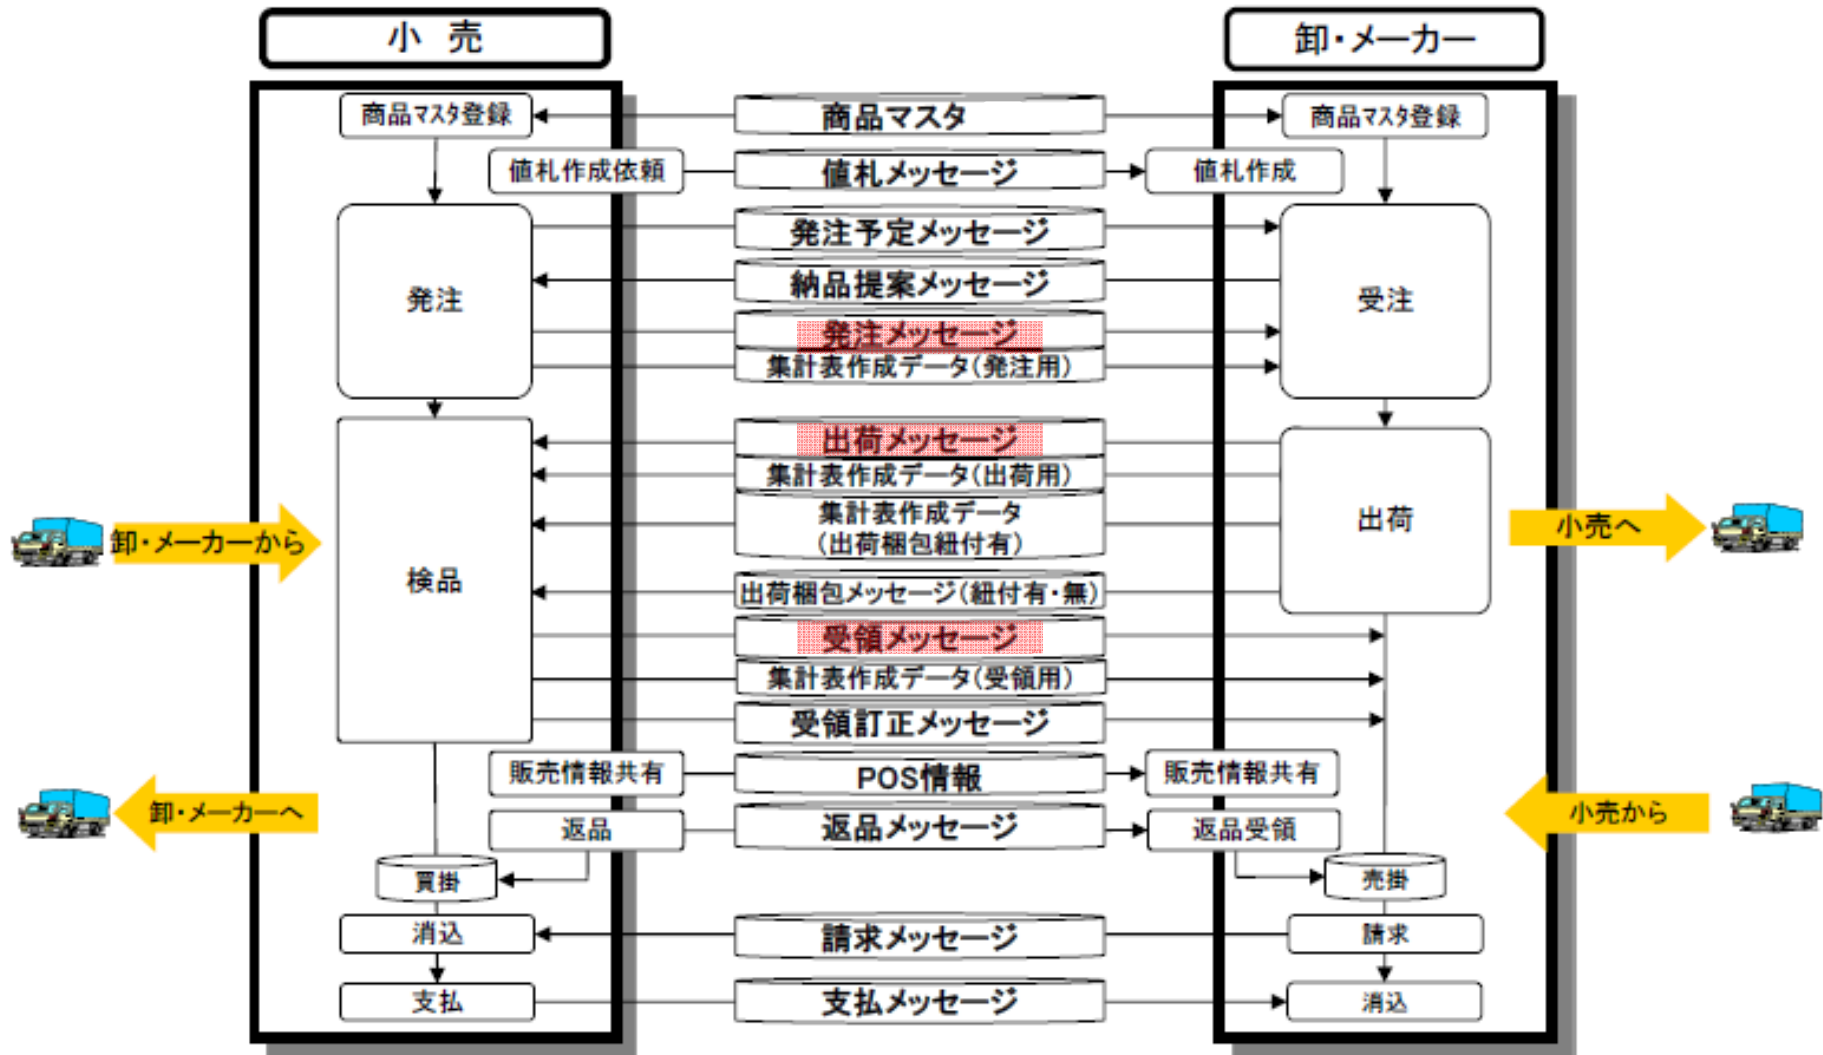 小 売
卸・メーカー
商品マスタ登録
商品マスタ
商品マスタ登録
値札作成依頼
値札メッセージ
値札作成
発注予定メッセージ
納品提案メッセージ
発注
受注
発注メッセージ
集計表作成データ(発注用)
出荷メッセージ
集計表作成データ(出荷用)
集計表作成データ
(出荷梱包紐付有)
出荷
卸・メーカーから
小売へ
検品
出荷梱包メッセージ(紐付有・無)
受領メッセージ
集計表作成データ(受領用)
受領訂正メッセージ
販売情報共有
POS情報
販売情報共有
卸・メーカーへ
返品
返品メッセージ
返品受領
小売から
買掛
売掛
消込
請求メッセージ
請求
支払
支払メッセージ
消込